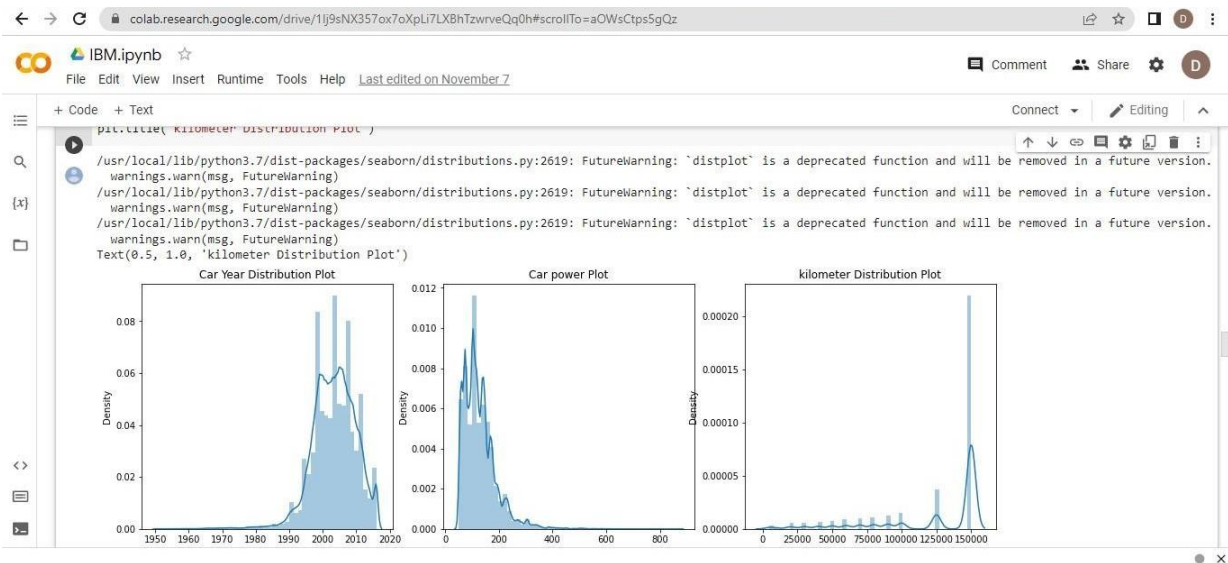 colab.research.google.com/drive/1Ij9sNX357ox7oXpLi7LXBhTzwrveQq0h#scrollTo=aOWsCtps5gQz
D
CO
IBM.ipynb
File Edit View Insert Runtime Tools Help Last edited on November 7
Comment
Share
D
+ Code + Text
Connect
Editing
plt.title('kilometer Distribution Plot')
/usr/local/lib/python3.7/dist-packages/seaborn/distributions.py:2619: FutureWarning: `distplot` is a deprecated function and will be removed in a future version.
warnings.warn(msg, FutureWarning)
/usr/local/lib/python3.7/dist-packages/seaborn/distributions.py:2619: FutureWarning: `distplot` is a deprecated function and will be removed in a future version.
warnings.warn(msg, FutureWarning)
/usr/local/lib/python3.7/dist-packages/seaborn/distributions.py:2619: FutureWarning: `distplot` is a deprecated function and will be removed in a future version.
warnings.warn(msg, FutureWarning)
Text(0.5, 1.0, 'kilometer Distribution Plot')
{x}
Car Year Distribution Plot
0.08
0.06
0.04
0.02
0.00
Density
1950 1960 1970 1980 1990 2000 2010 2020
Car power Plot
0.012
0.010
0.008
0.006
0.004
0.002
0.000
Density
0 200 400 600 800
kilometer Distribution Plot
0.00020
0.00015
0.00010
0.00005
0.00000
Density
0 25000 50000 75000 100000 125000 150000